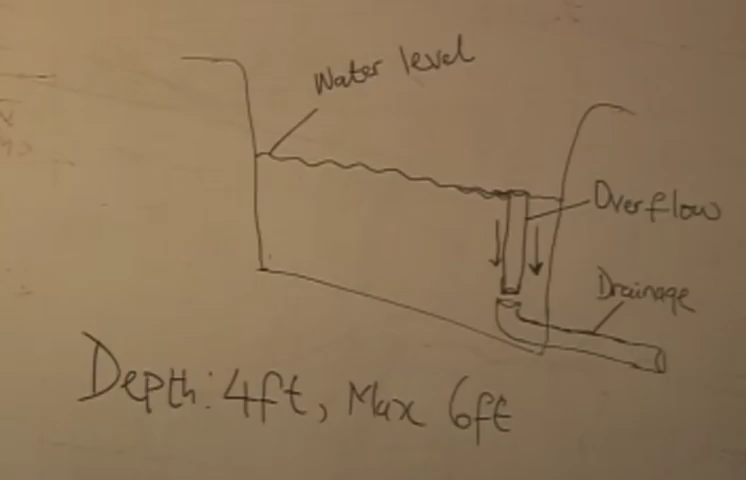 Water level
Overflow
Drainage
Depth: 4ft, Max 6ft